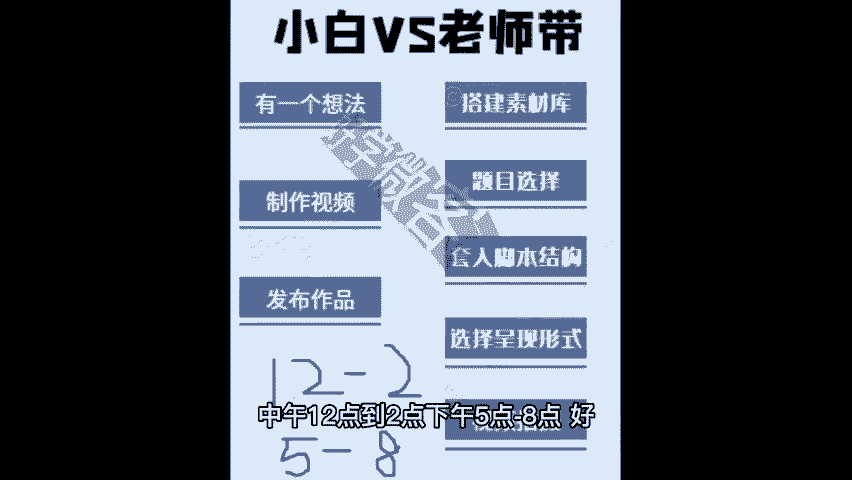 小白VS老师带
有一个想法
制作视频
发布作品
搭建素材库
题目选择
套入脚本结构
选择呈现形式
12-2
中午12点到2点下午5点-8点 好
5-8